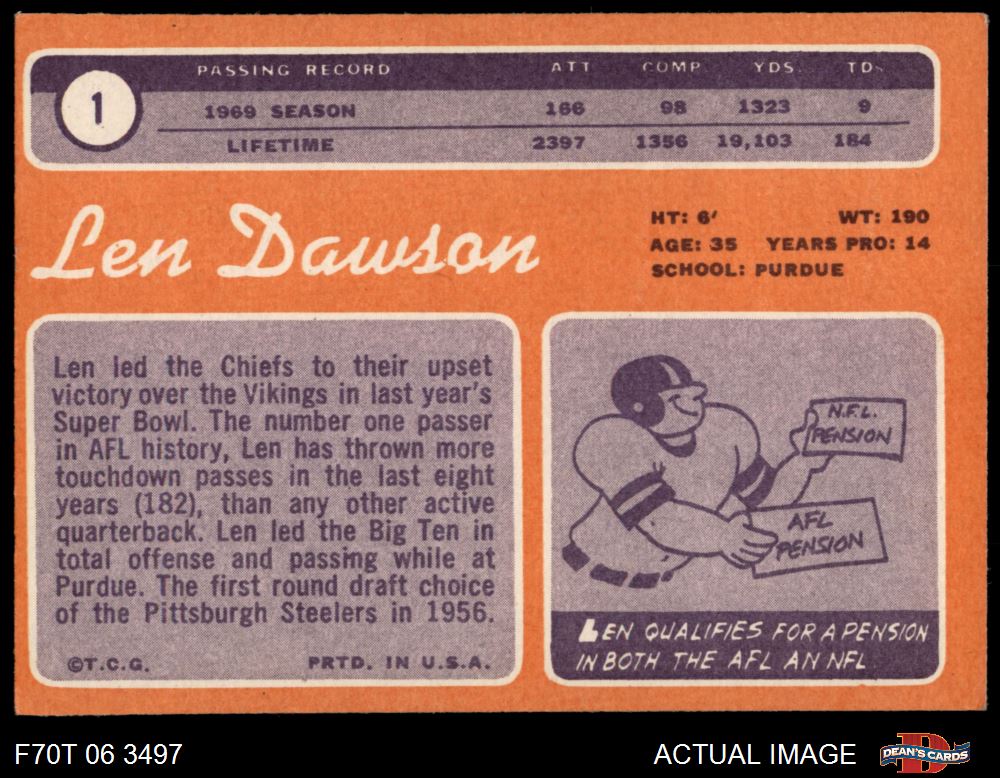 1
PASSING RECORD ATT COMP YDS. TDs
1969 SEASON 166 98 1323 9
LIFETIME 2397 1356 19,103 184
Len Dawson
HT: 6' WT: 190
AGE: 35 YEARS PRO: 14
SCHOOL: PURDUE
Len led the Chiefs to their upset
victory over the Vikings in last year's
Super Bowl. The number one passer
in AFL history, Len has thrown more
touchdown passes in the last eight
years (182), than any other active
quarterback. Len led the Big Ten in
total offense and passing while at
Purdue. The first round draft choice
of the Pittsburgh Steelers in 1956.
©T.C.G. PRTD. IN U.S.A.
N.F.L.
PENSION
AFL
PENSION
LEN QUALIFIES FOR A PENSION
IN BOTH THE AFL AN NFL
F70T 06 3497 ACTUAL IMAGE
DEAN'S CARDS